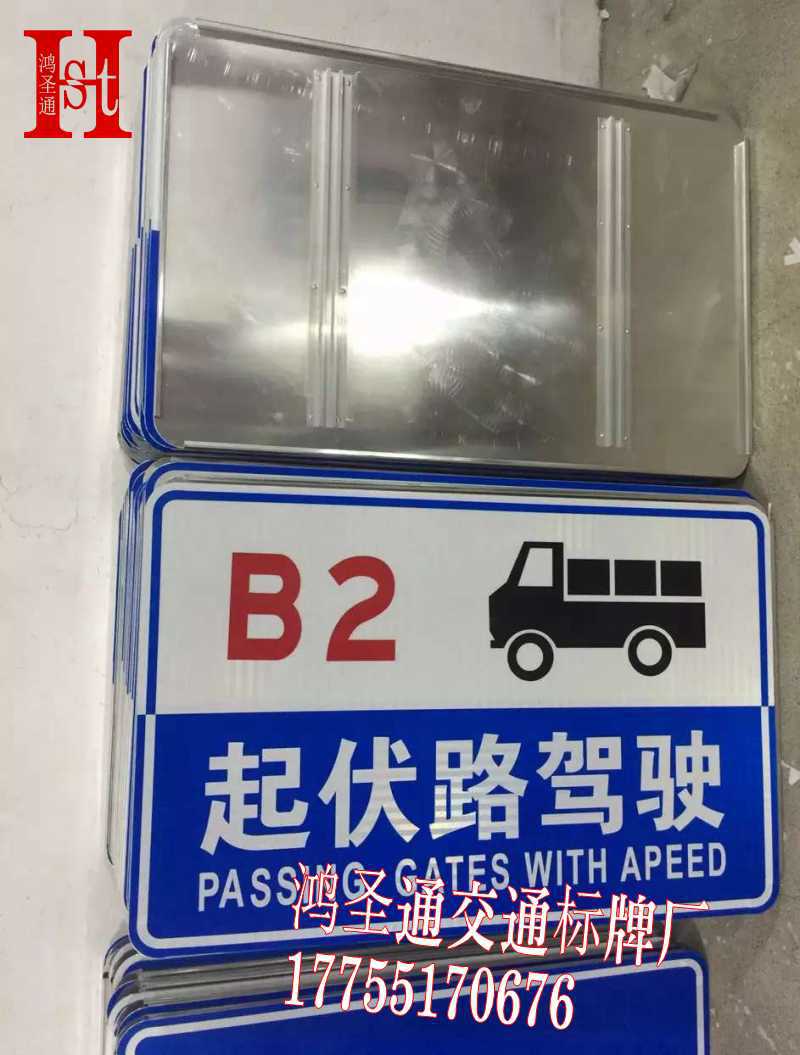 鸿圣通
Hst
B2
起伏路驾驶
PASSING GATES WITH APEED
鸿圣通交通标牌厂
17755170676